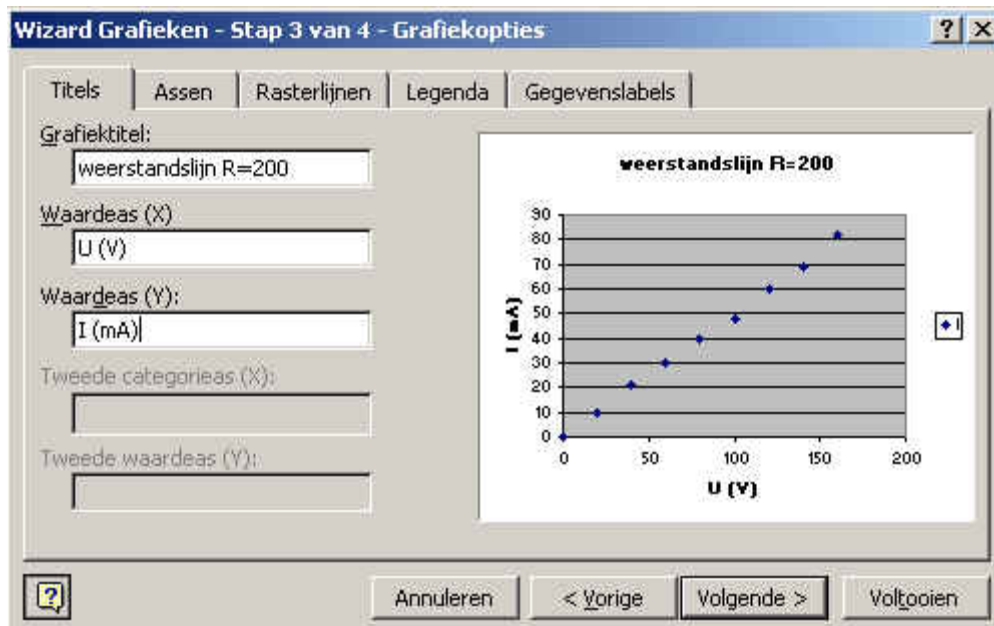 Wizard Grafieken - Stap 3 van 4 - Grafiekopties
Titels Assen Rasterlijnen Legenda Gegevenslabels
Grafiektitel:
weerstandslijn R=200
Waardeas (X)
U (V)
Waardeas (Y):
I (mA)
Tweede categorieas (X):
Tweede waardeas (Y):
weerstandslijn R=200
I (mA)
90
80
70
60
50
40
30
20
10
0
0 50 100 150 200
U (V)
I
Annuleren < Vorige Volgende > Voltooien